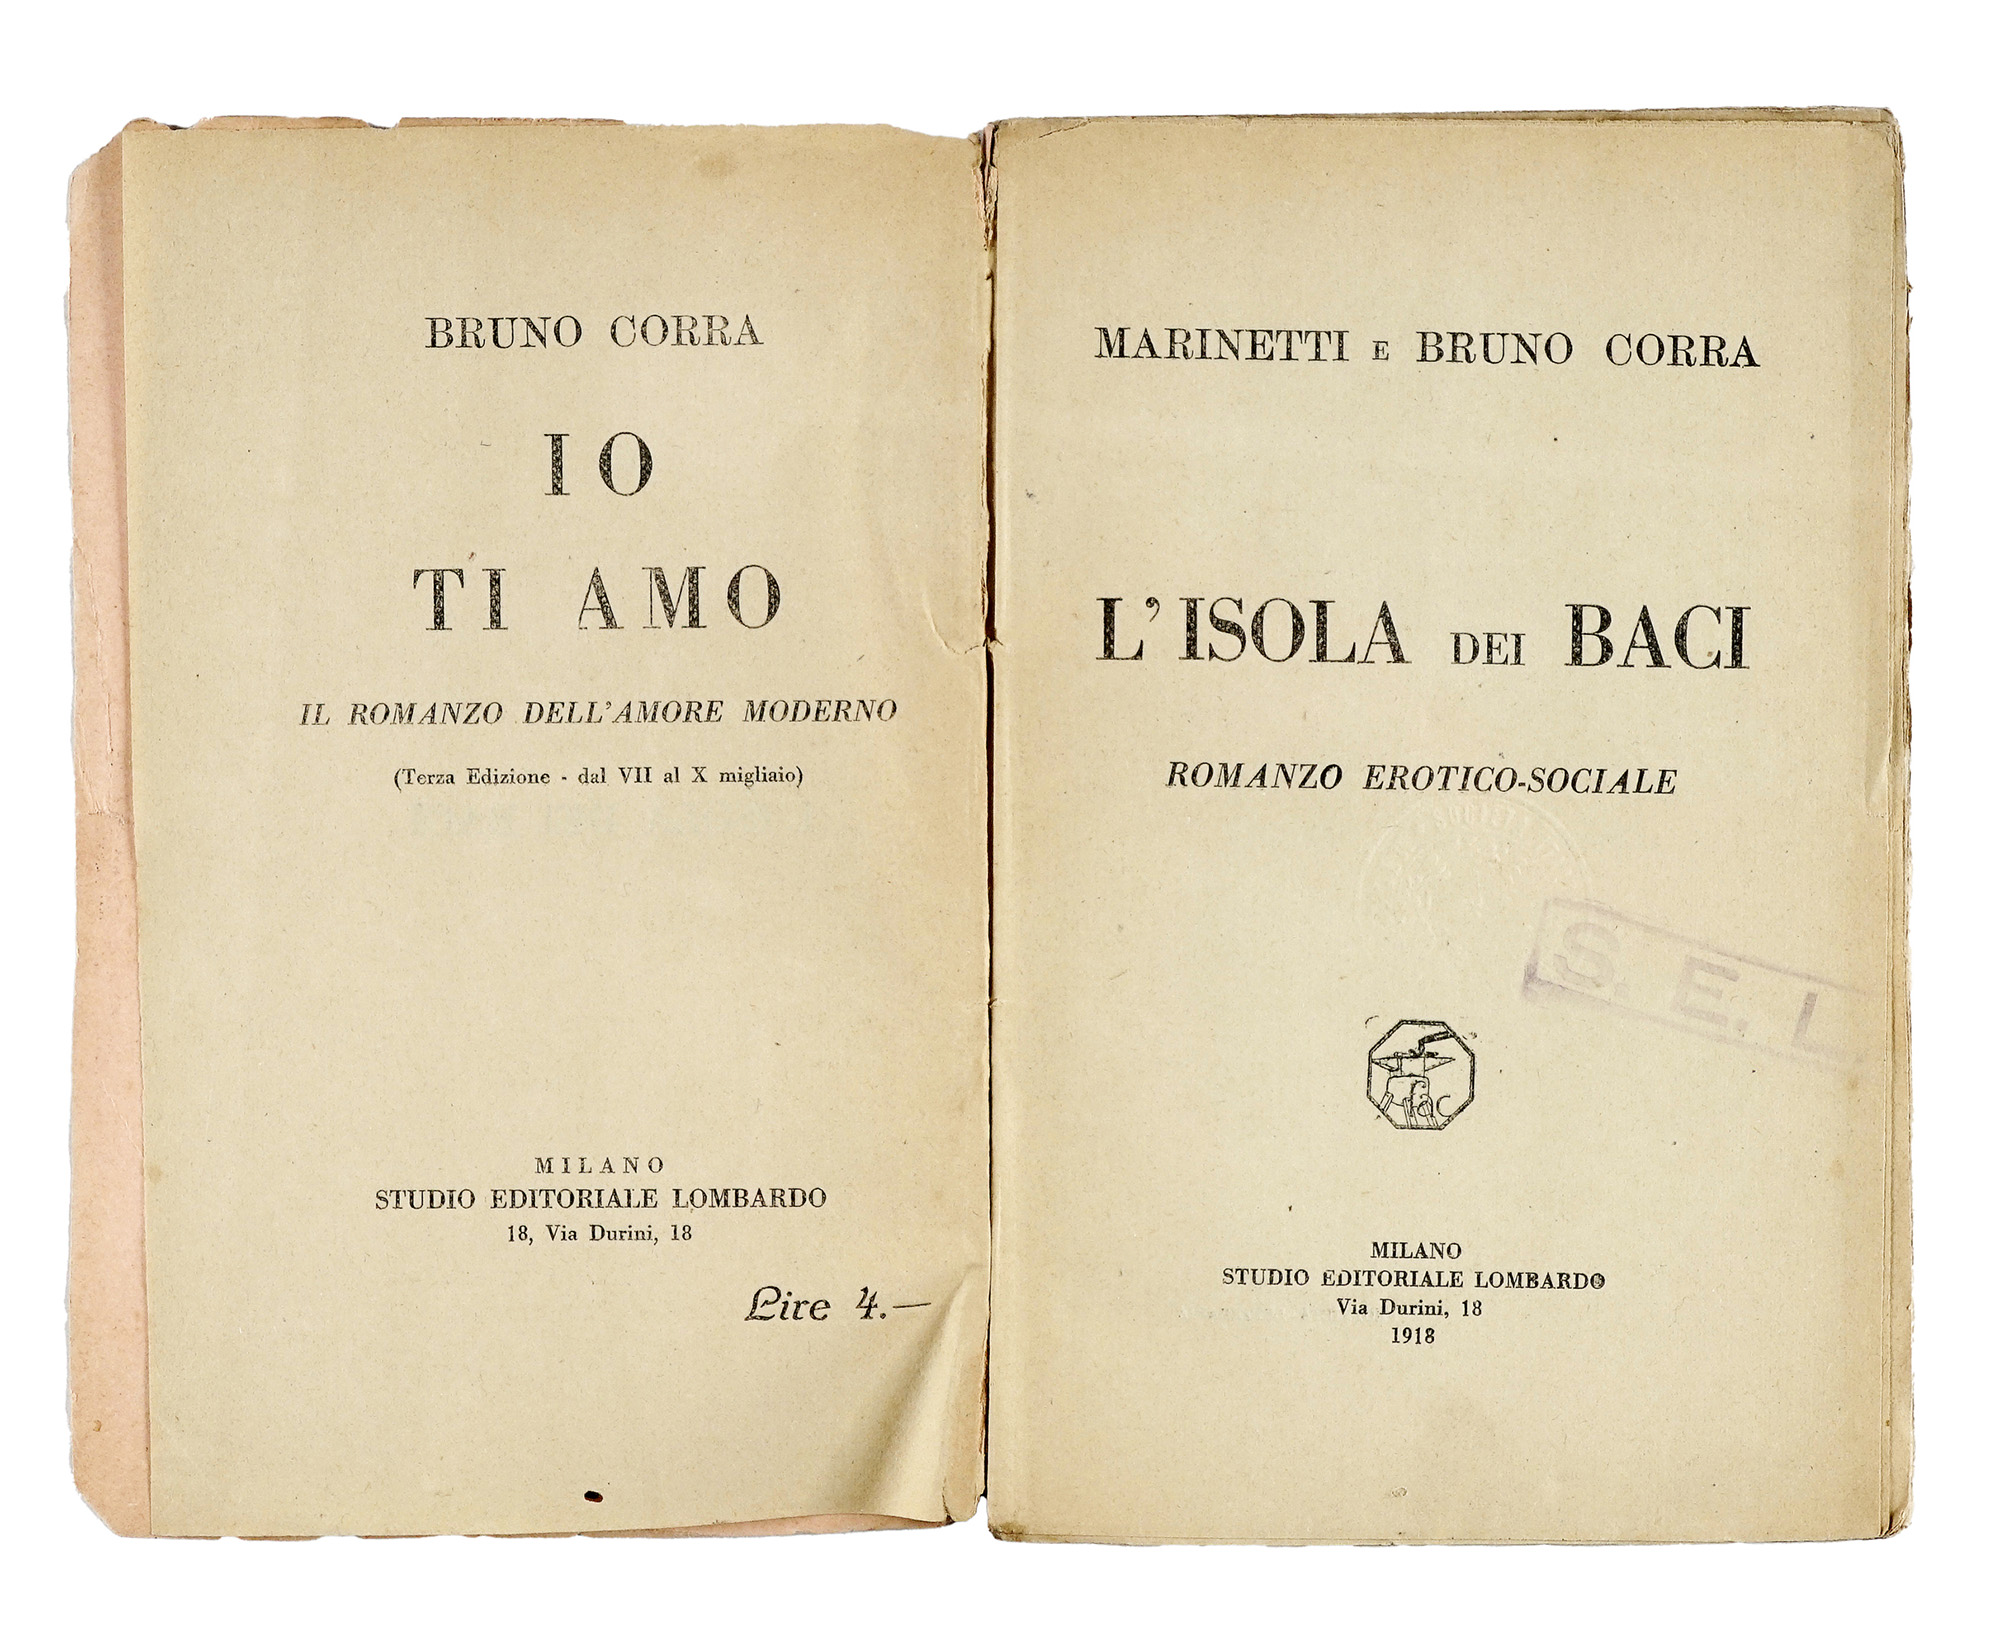 BRUNO CORRA
IO
TI AMO
IL ROMANZO DELL'AMORE MODERNO
(Terza Edizione - dal VII al X migliaio)
MILANO
STUDIO EDITORIALE LOMBARDO
18, Via Durini, 18
Lire 4.—
MARINETTI E BRUNO CORRA
L'ISOLA DEI BACI
ROMANZO EROTICO-SOCIALE
S. E. L
MILANO
STUDIO EDITORIALE LOMBARDO
Via Durini, 18
1918